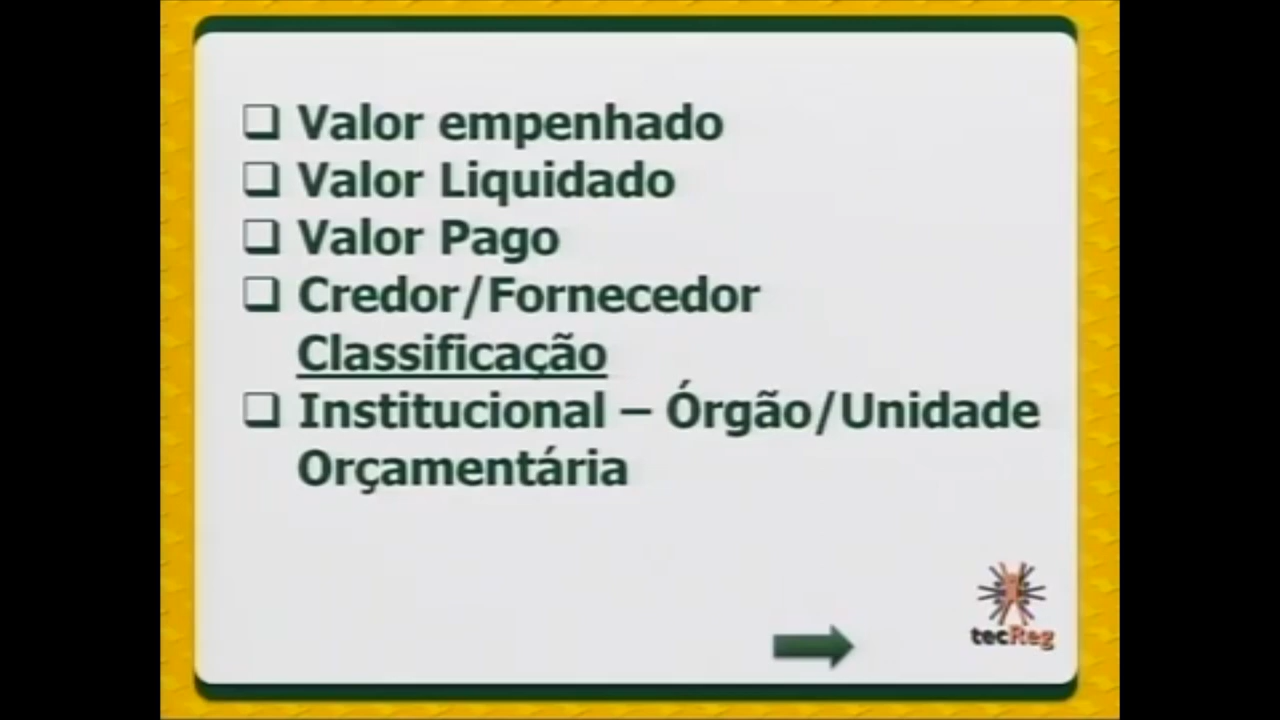 Valor empenhado
Valor Liquidado
Valor Pago
Credor/Fornecedor
Classificação
Institucional – Órgão/Unidade
Orçamentária
tecReg